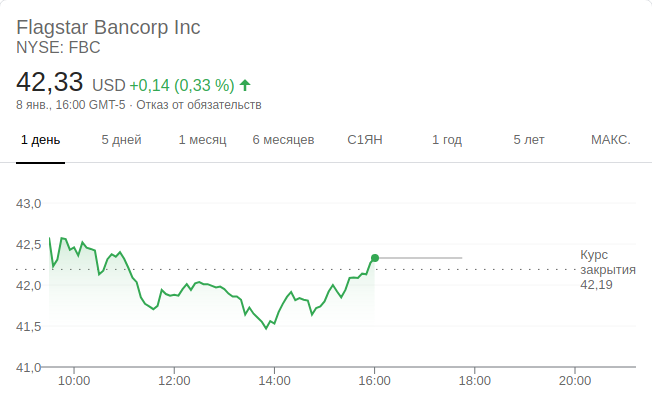 Flagstar Bancorp Inc
NYSE: FBC
42,33 USD +0,14 (0,33 %)
8 янв., 16:00 GMT-5 · Отказ от обязательств
1 день 5 дней 1 месяц 6 месяцев С1ЯН 1 год 5 лет МАКС.
43,0
42,5
Курс
закрытия
42,19
42,0
41,5
41,0
10:00 12:00 14:00 16:00 18:00 20:00